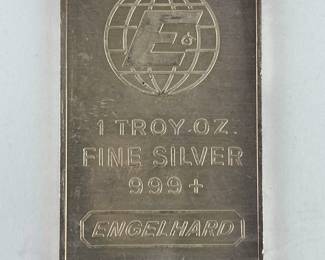 E
1 TROY OZ.
FINE SILVER
999+
ENGELHARD